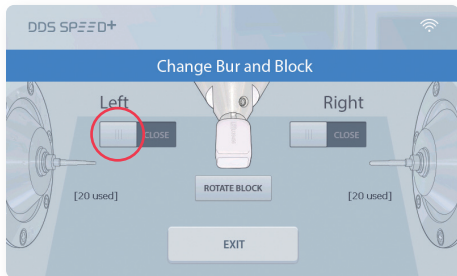 DDS SPEED+
Change Bur and Block
Left
Right
CLOSE
CLOSE
[20 used]
ROTATE BLOCK
[20 used]
EXIT